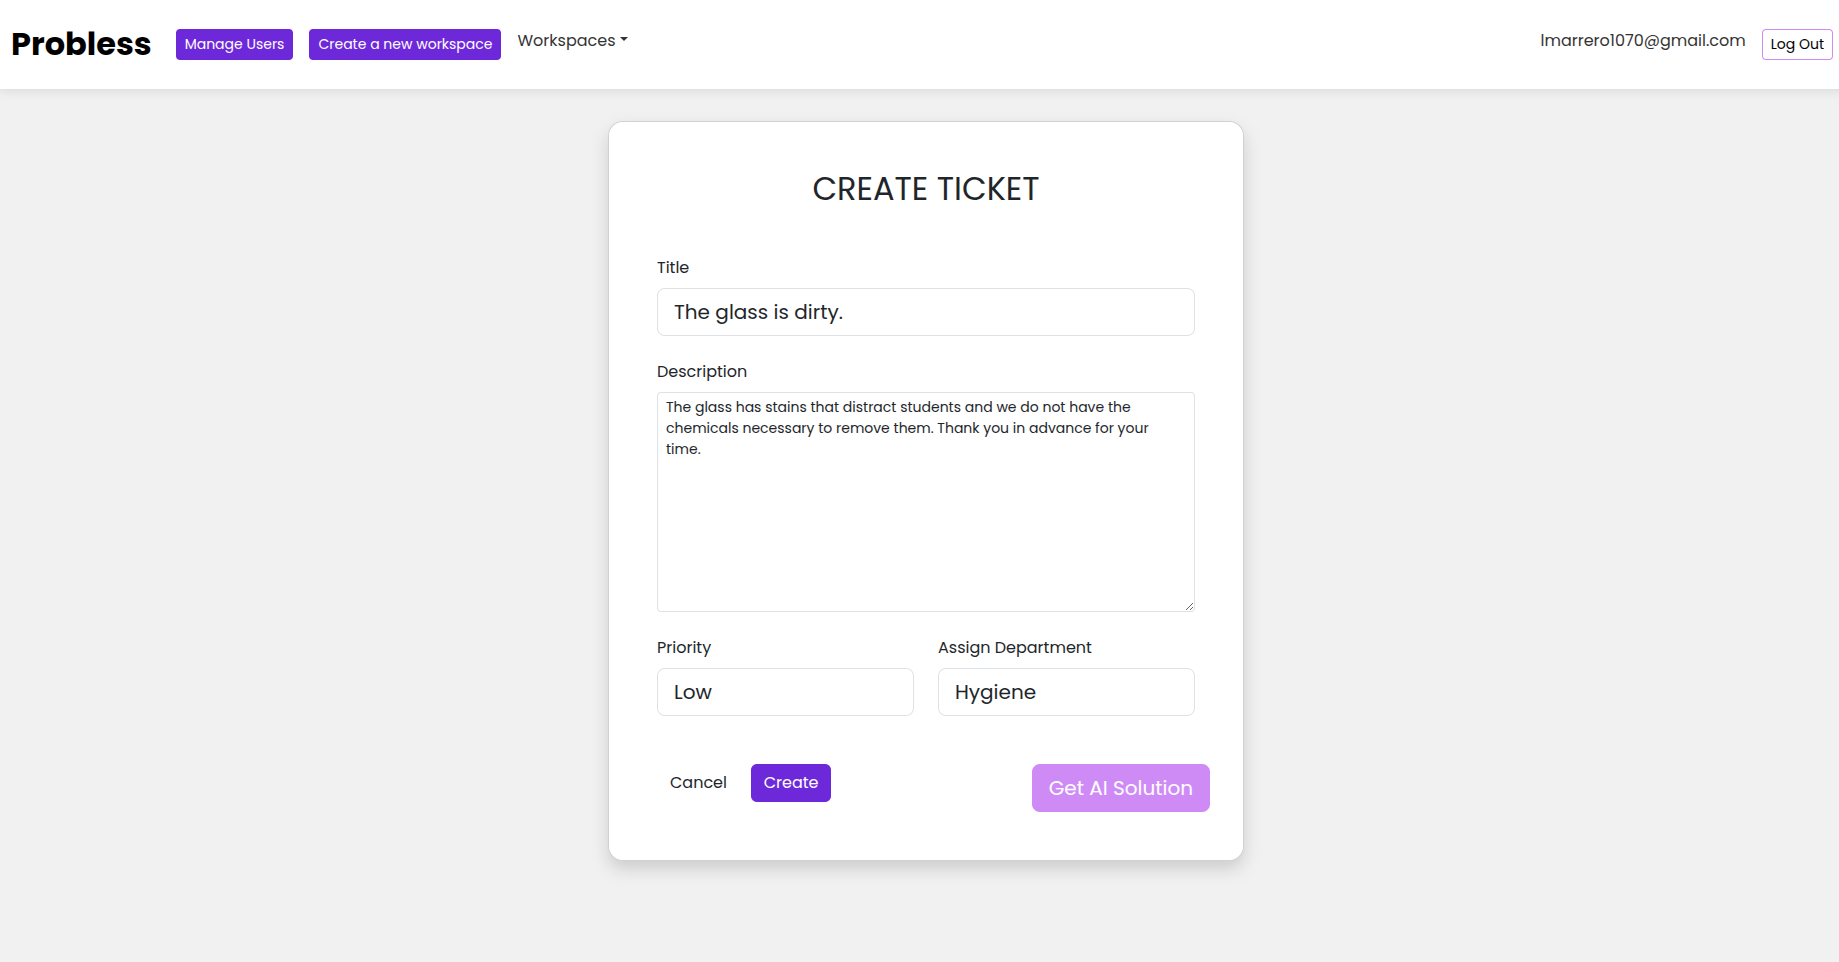 Probless
Manage Users
Create a new workspace
Workspaces
lmarrero1070@gmail.com
Log Out
CREATE TICKET
Title
The glass is dirty.
Description
The glass has stains that distract students and we do not have the
chemicals necessary to remove them. Thank you in advance for your
time.
Priority
Assign Department
Low
Hygiene
Cancel
Create
Get AI Solution